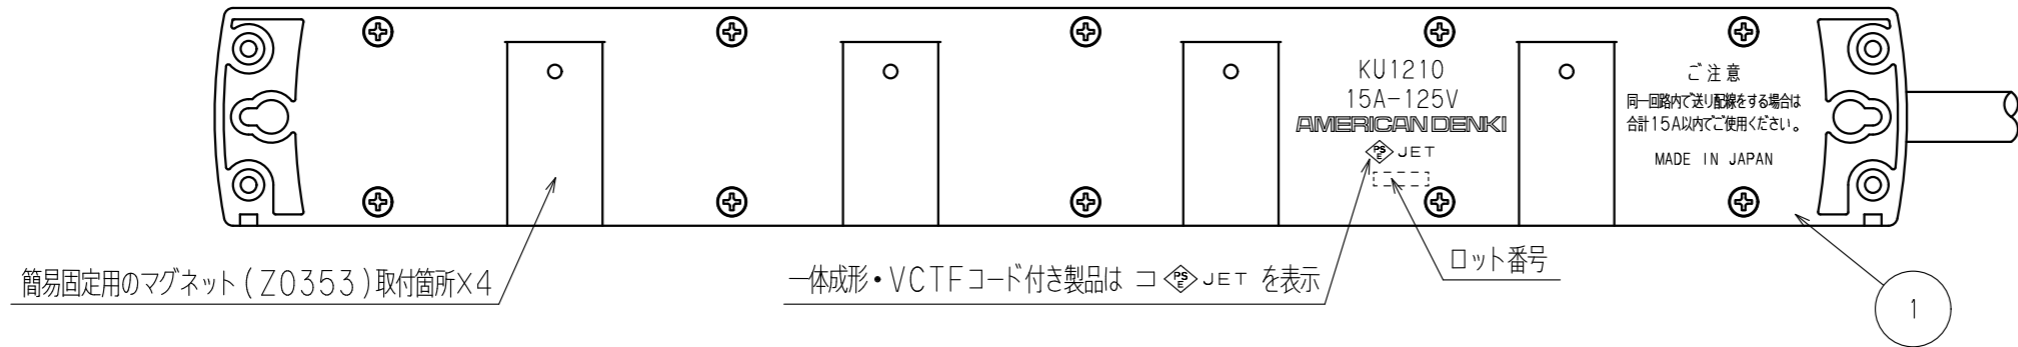 KU1210
15A-125V
AMERICAN DENKI
PSE JET
ご注意
同一回路内で送り配線をする場合は
合計15A以内でご使用ください。
MADE IN JAPAN
簡易固定用のマグネット(Z0353)取付箇所×4
一体成形・VCTFコード付き製品は コ PSE JET を表示
ロット番号
1